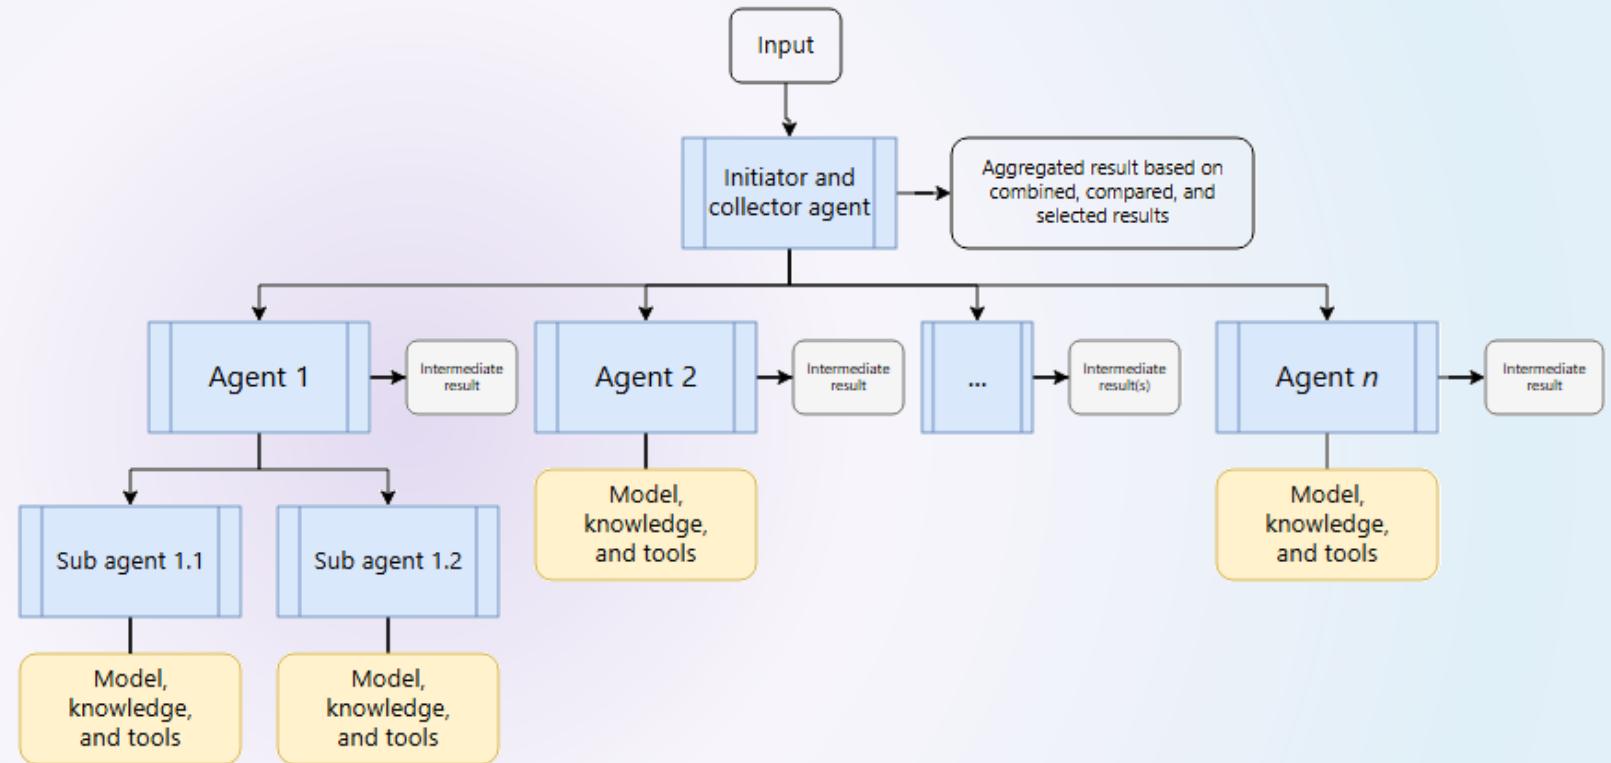 Input
Initiator and
collector agent
Aggregated result based on
combined, compared, and
selected results
Agent 1
Intermediate
result
Agent 2
Intermediate
result
...
Intermediate
result(s)
Agent n
Intermediate
result
Model,
knowledge,
and tools
Model,
knowledge,
and tools
Sub agent 1.1
Sub agent 1.2
Model,
knowledge,
and tools
Model,
knowledge,
and tools